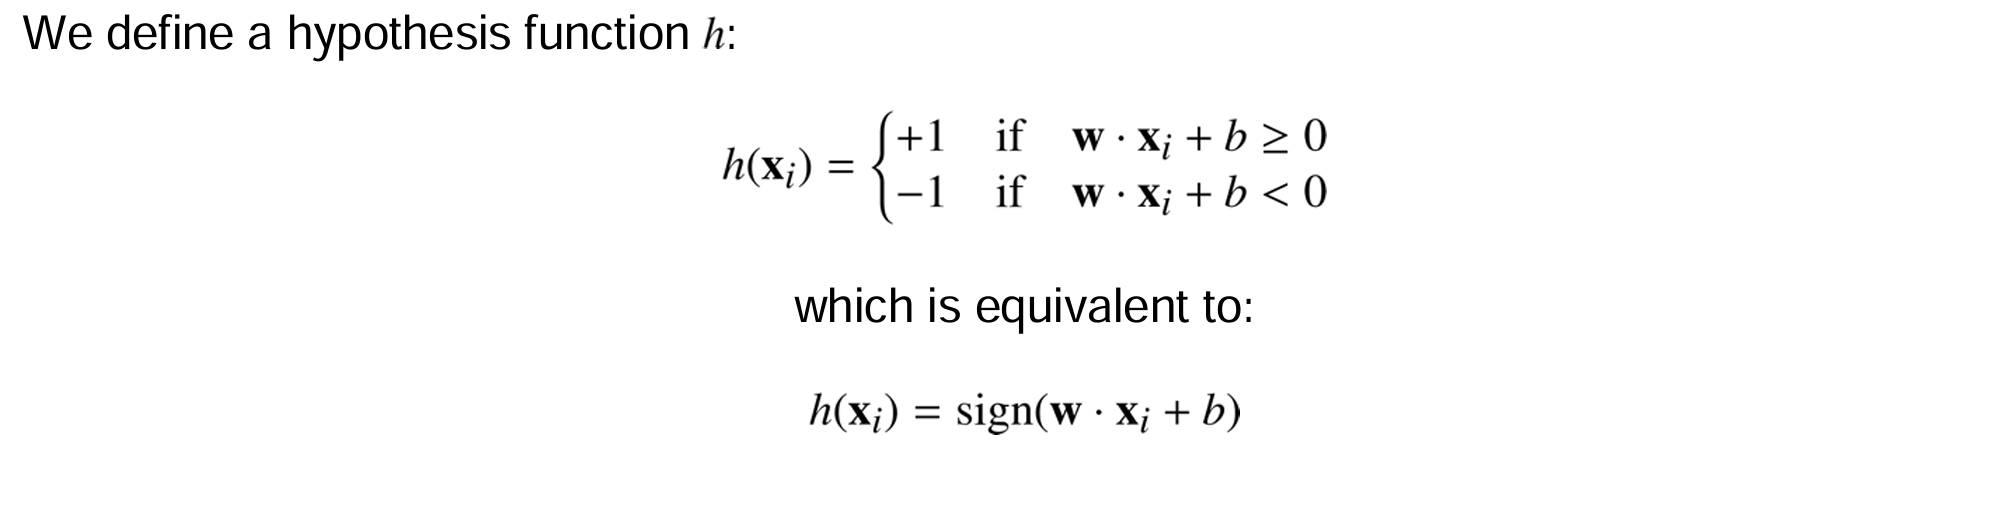 We define a hypothesis function h:
h(xᵢ) = {+1 if w · xᵢ + b ≥ 0
−1 if w · xᵢ + b < 0
which is equivalent to:
h(xᵢ) = sign(w · xᵢ + b)